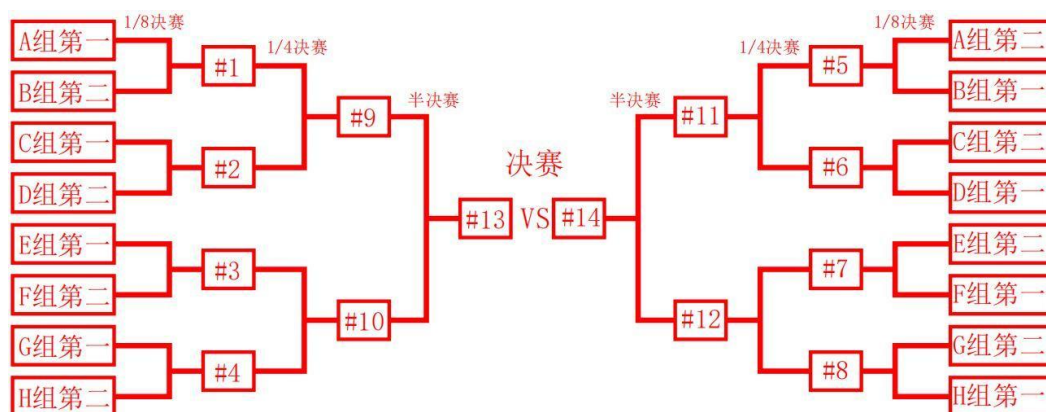 1/8决赛
A组第一
B组第二
C组第一
D组第二
E组第一
F组第二
G组第一
H组第二
#1
#2
#3
#4
1/4决赛
#9
#10
半决赛
#13
决赛
VS
#14
半决赛
#11
#12
1/4决赛
#5
#6
#7
#8
1/8决赛
A组第二
B组第一
C组第二
D组第一
E组第二
F组第一
G组第二
H组第一